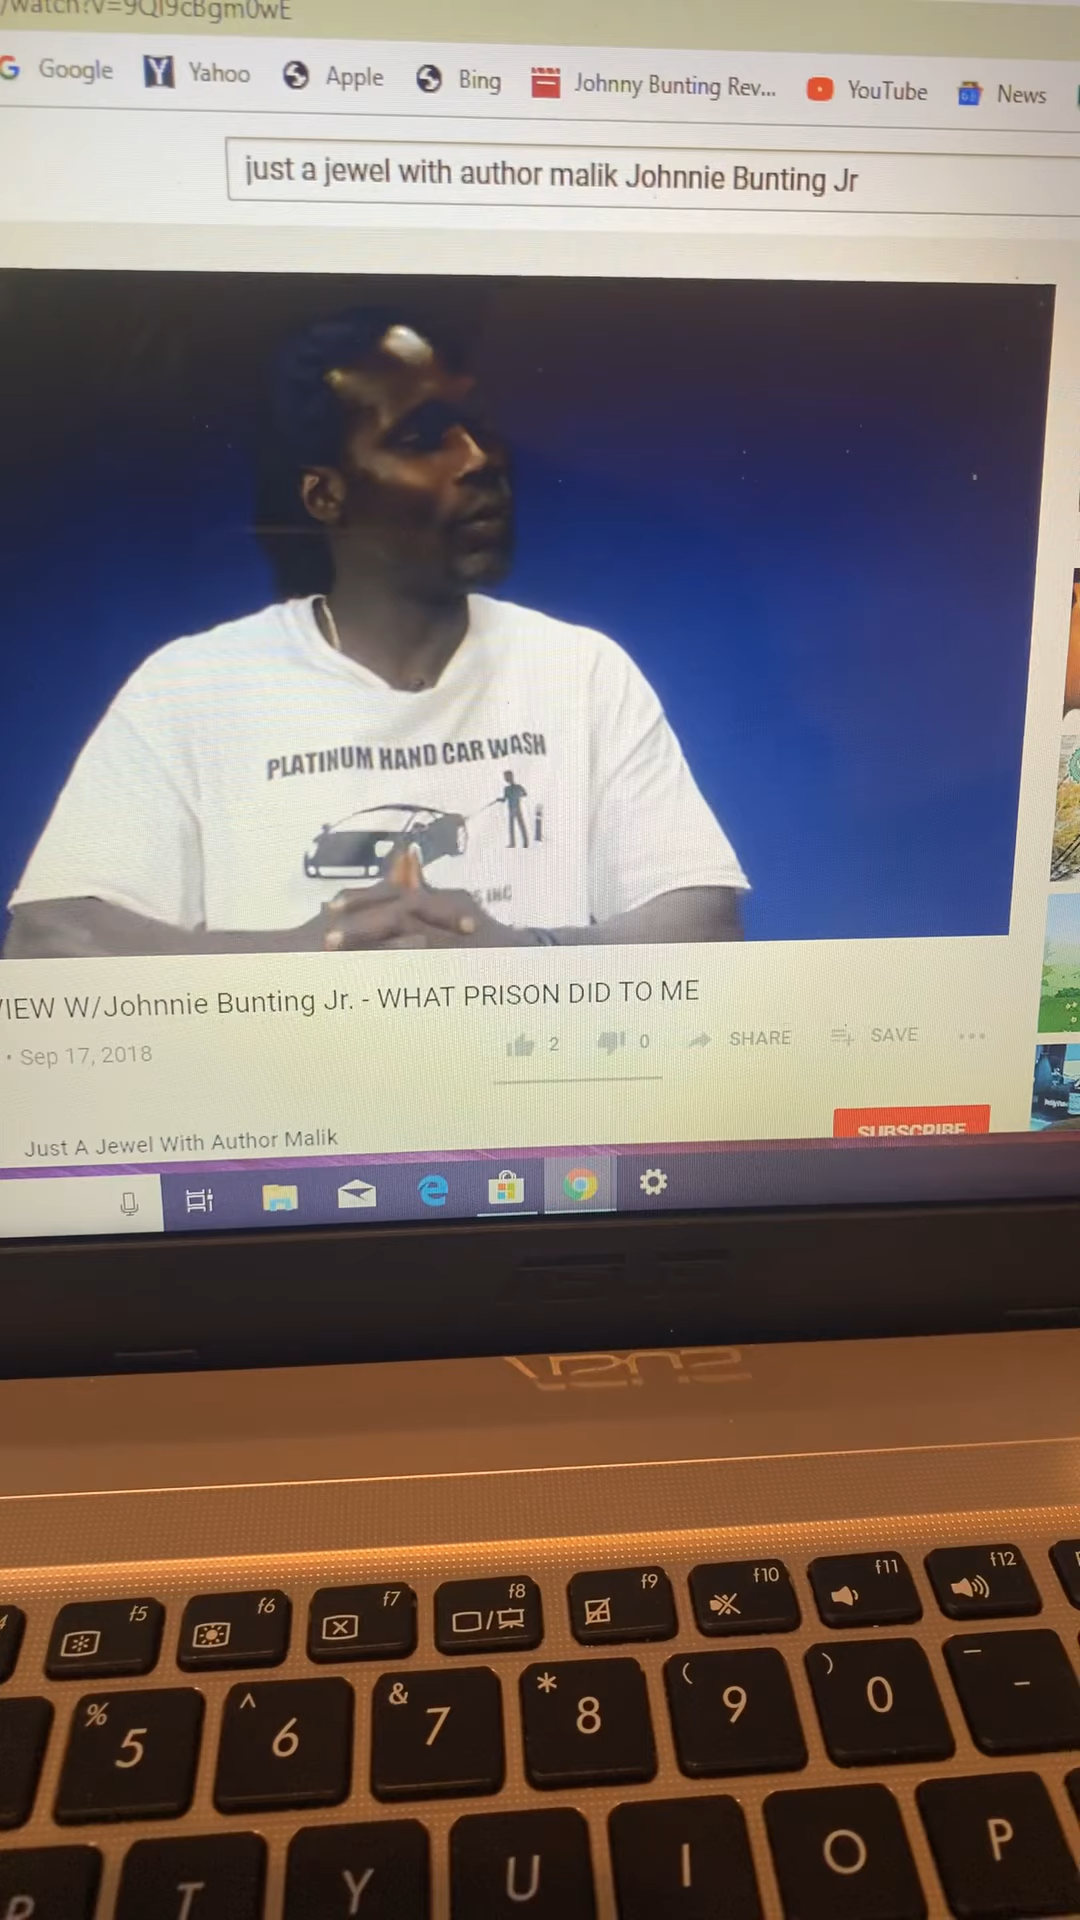 /watch?v=9QI9cBgm0wE
Google Yahoo Apple Bing Johnny Bunting Rev... YouTube News
just a jewel with author malik Johnnie Bunting Jr
PLATINUM HAND CAR WASH
INC
VIEW W/Johnnie Bunting Jr. - WHAT PRISON DID TO ME
• Sep 17, 2018
2 0 SHARE SAVE ...
Just A Jewel With Author Malik
SUBSCRIBE
f5 f6 f7 f8 f9 f10 f11 f12
% 5 ^ 6 & 7 * 8 ( 9 ) 0 _ -
R T Y U I O P